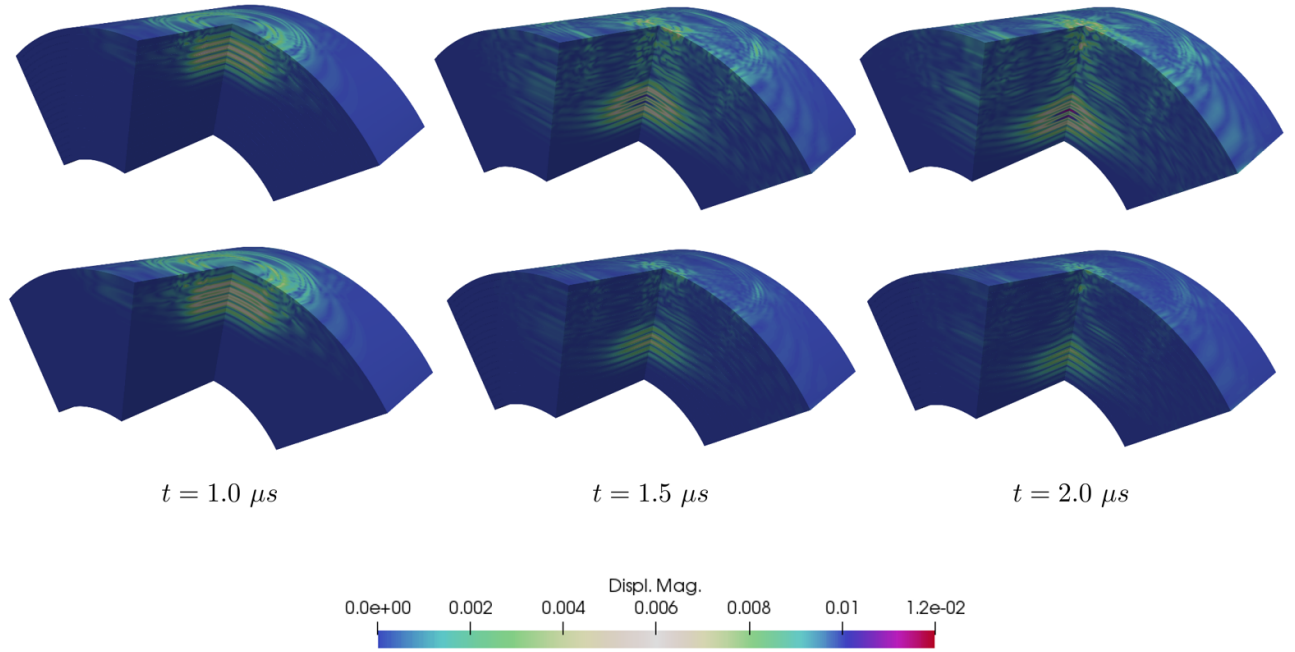 t = 1.0 μs t = 1.5 μs t = 2.0 μs
Displ. Mag.
0.0e+00 0.002 0.004 0.006 0.008 0.01 1.2e-02